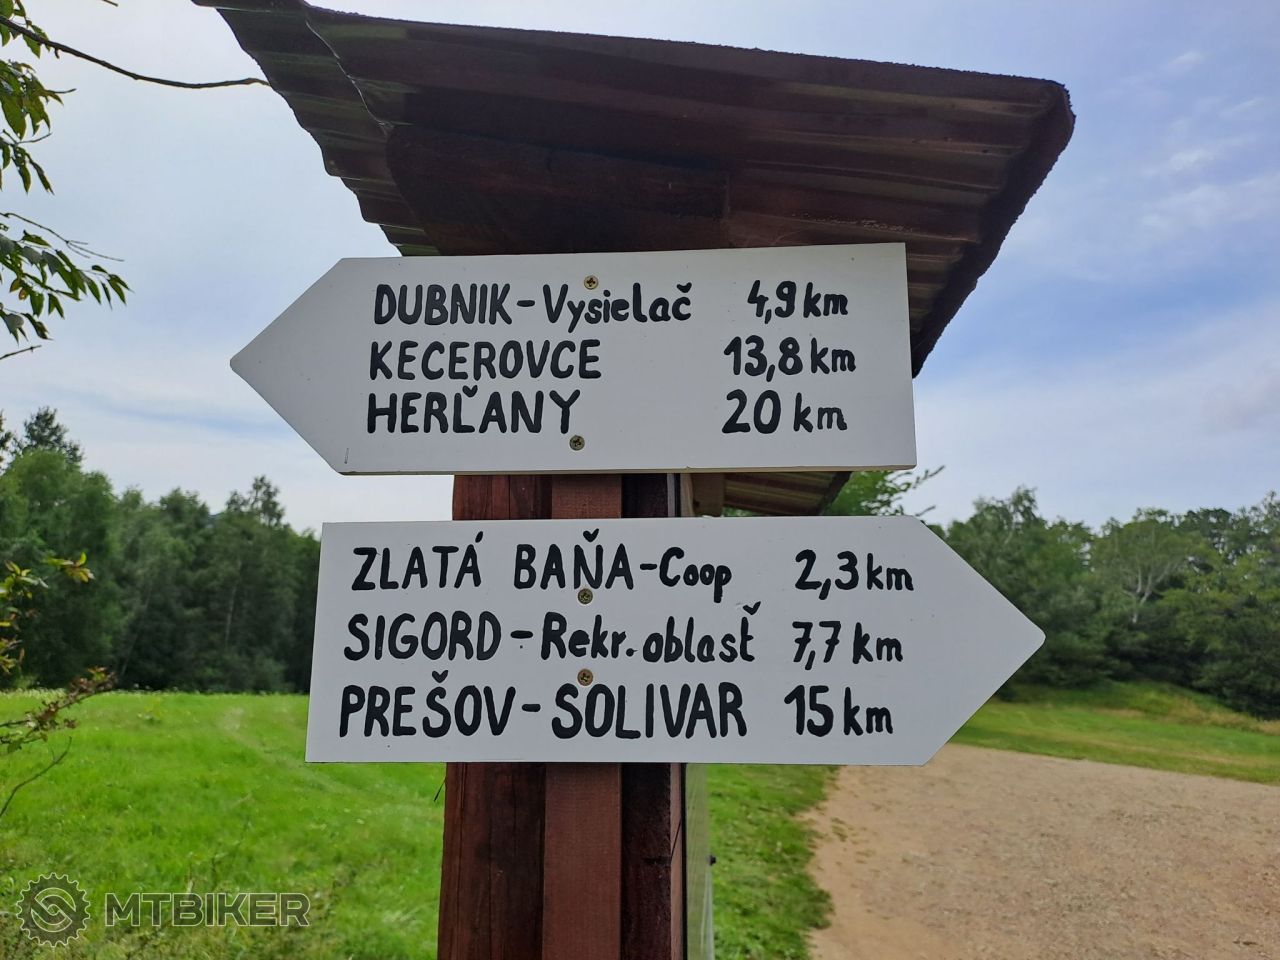 DUBNIK-Vysielač 4,9 km
KECEROVCE 13,8 km
HERĽANY 20 km
ZLATÁ BAŇA-Coop 2,3 km
SIGORD-Rekr. oblasť 7,7 km
PREŠOV-SOLIVAR 15 km
MTBIKER